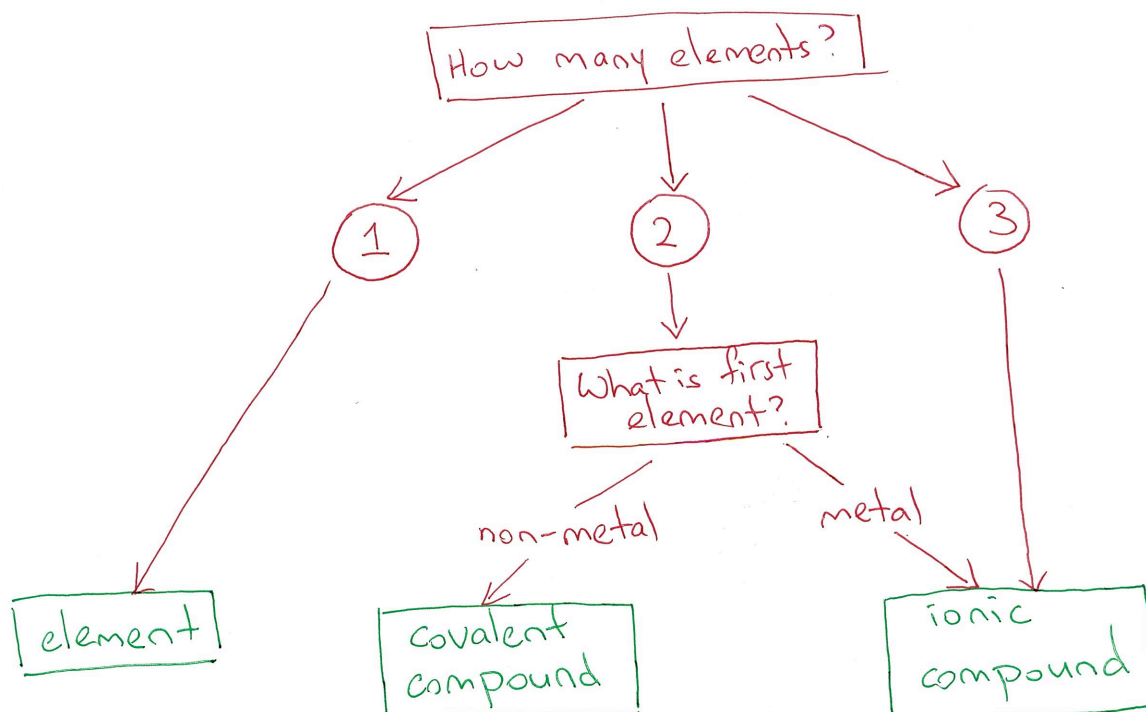 How many elements?
1
2
3
What is first
element?
non-metal
metal
element
covalent
compound
ionic
compound